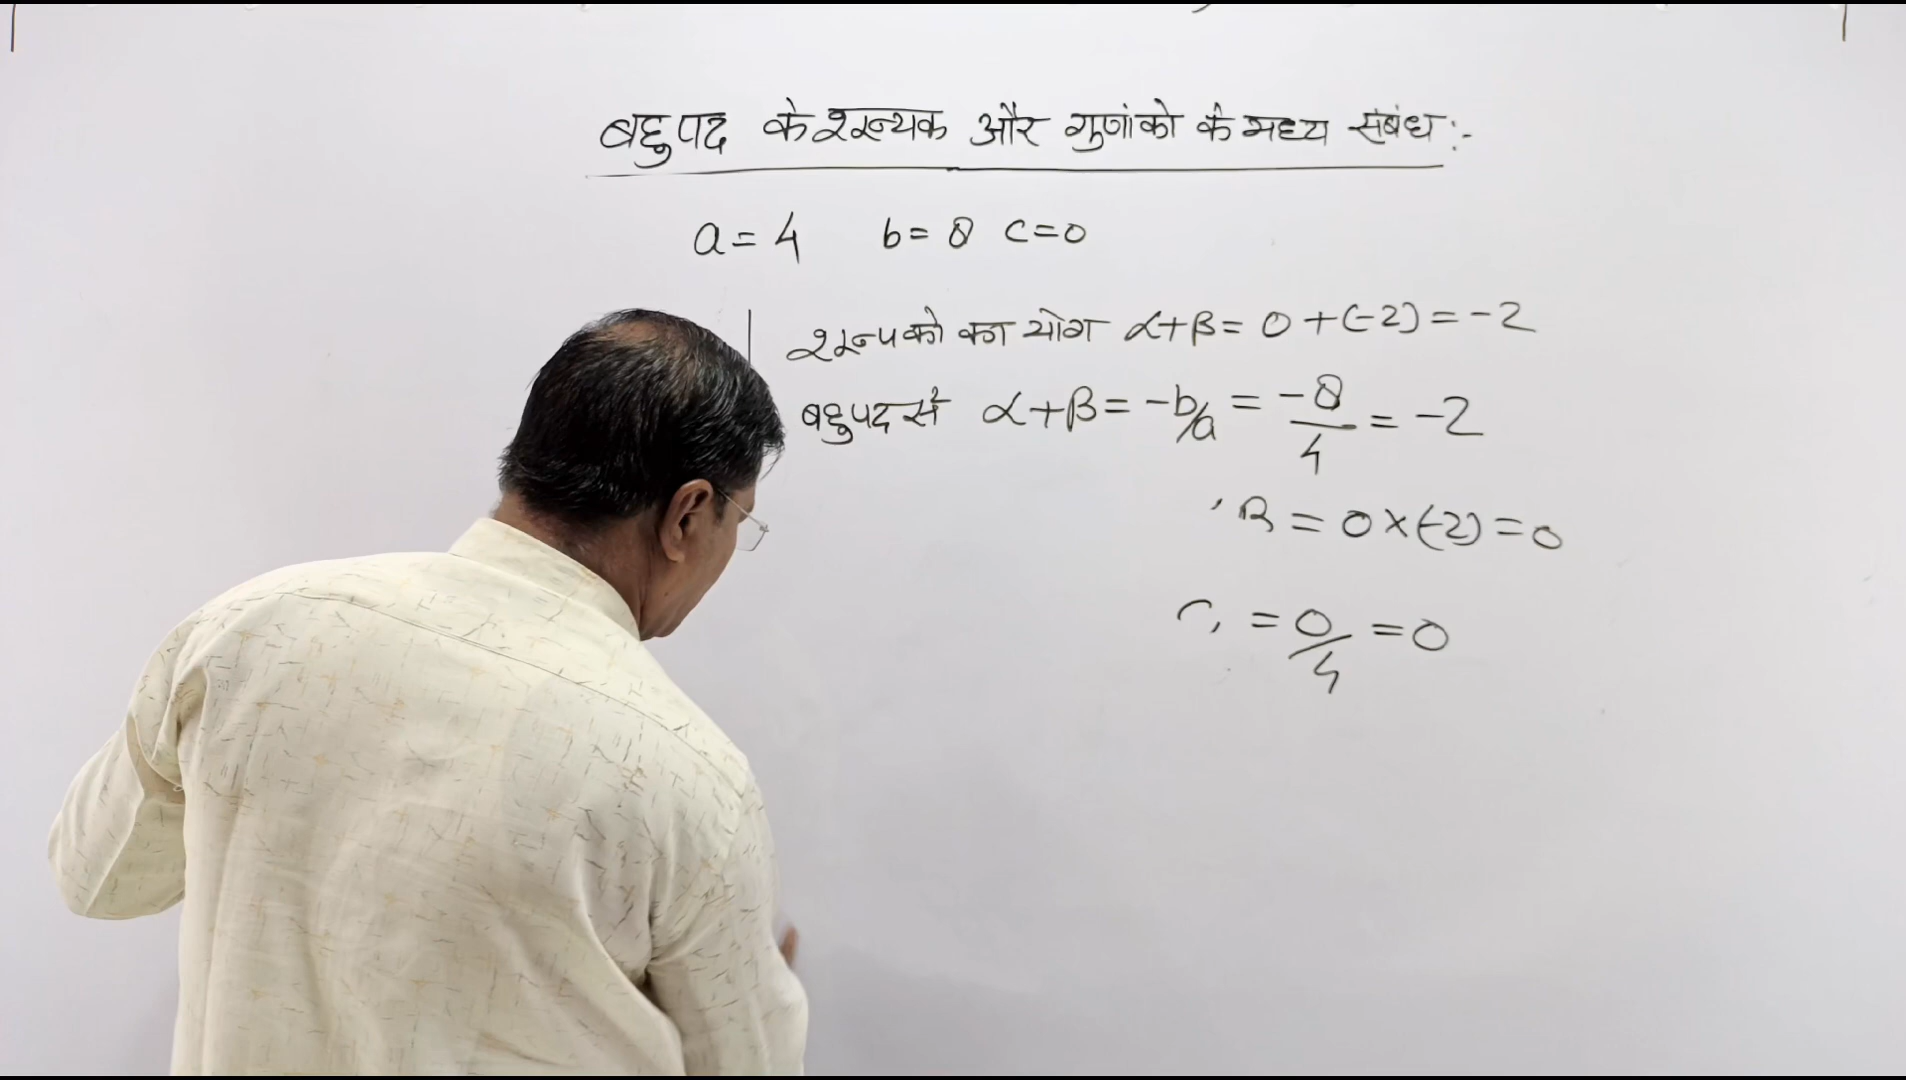 बहुपद के शून्यक और गुणांको के मध्य संबंध :-
a = 4 b = 8 c = 0
शून्यको का योग α+β = 0 + (-2) = -2
बहुपद से α+β = -b/a = -8/4 = -2
β = 0 × (-2) = 0
= 0/4 = 0